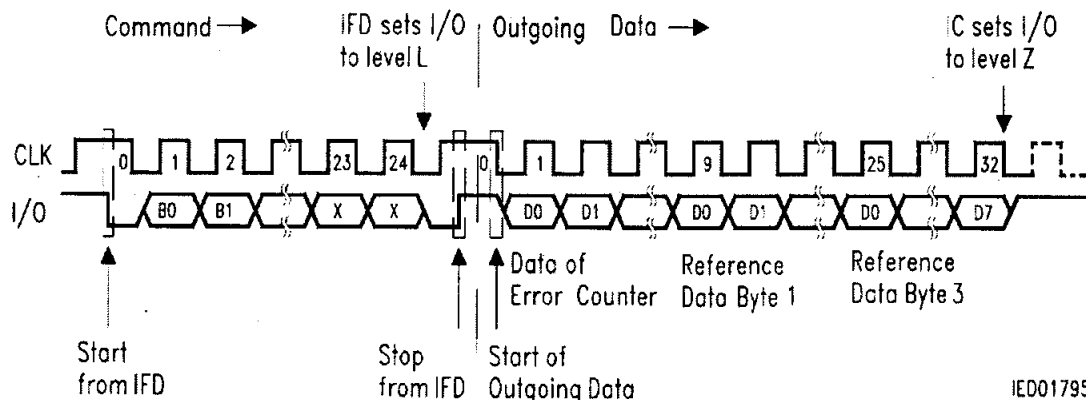 Command → IFD sets I/O to level L
Outgoing Data →
IC sets I/O to level Z
CLK 0 1 2 23 24 0 1 9 25 32
I/O B0 B1 X X D0 D1 D0 D1 D0 D7
Data of Error Counter
Reference Data Byte 1
Reference Data Byte 3
Start from IFD
Stop from IFD
Start of Outgoing Data
IED01795